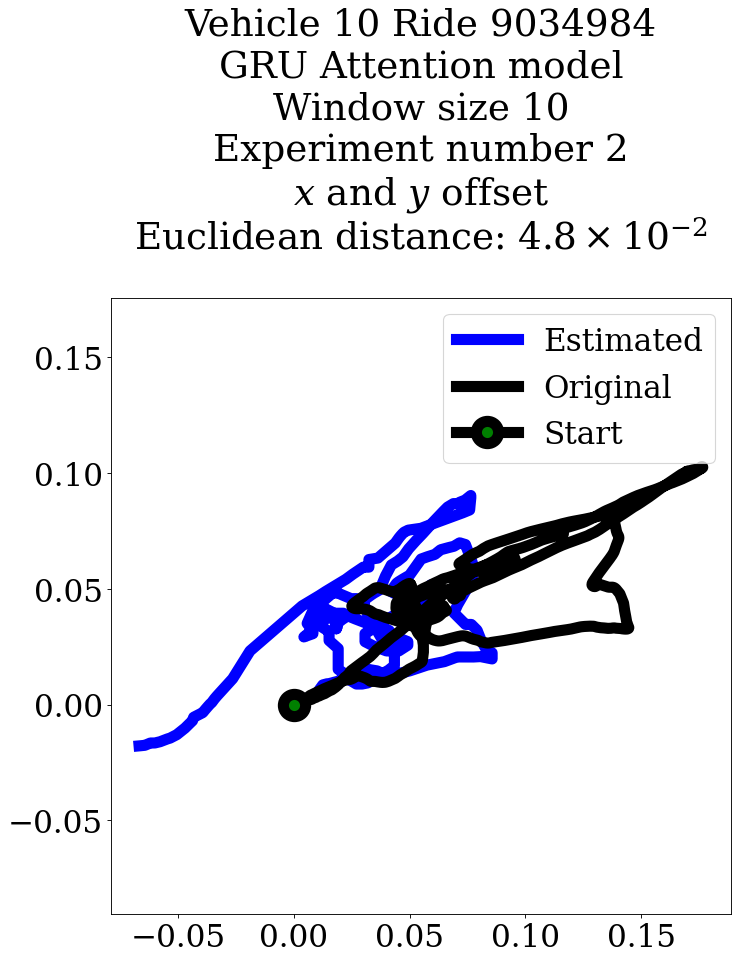 Vehicle 10 Ride 9034984
GRU Attention model
Window size 10
Experiment number 2
x and y offset
Euclidean distance: 4.8 × 10⁻²
Estimated
Original
Start
0.15
0.10
0.05
0.00
−0.05
−0.05 0.00 0.05 0.10 0.15